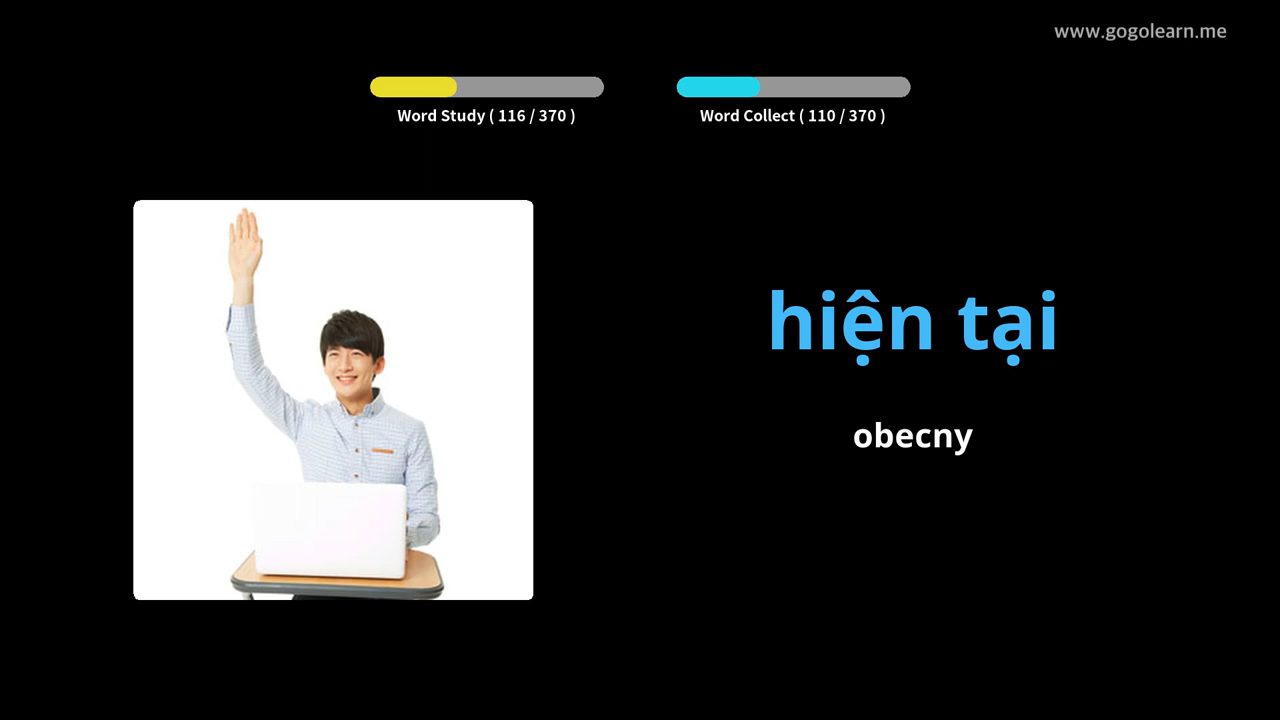 www.gogolearn.me
Word Study ( 116 / 370 )
Word Collect ( 110 / 370 )
hiện tại
obecny